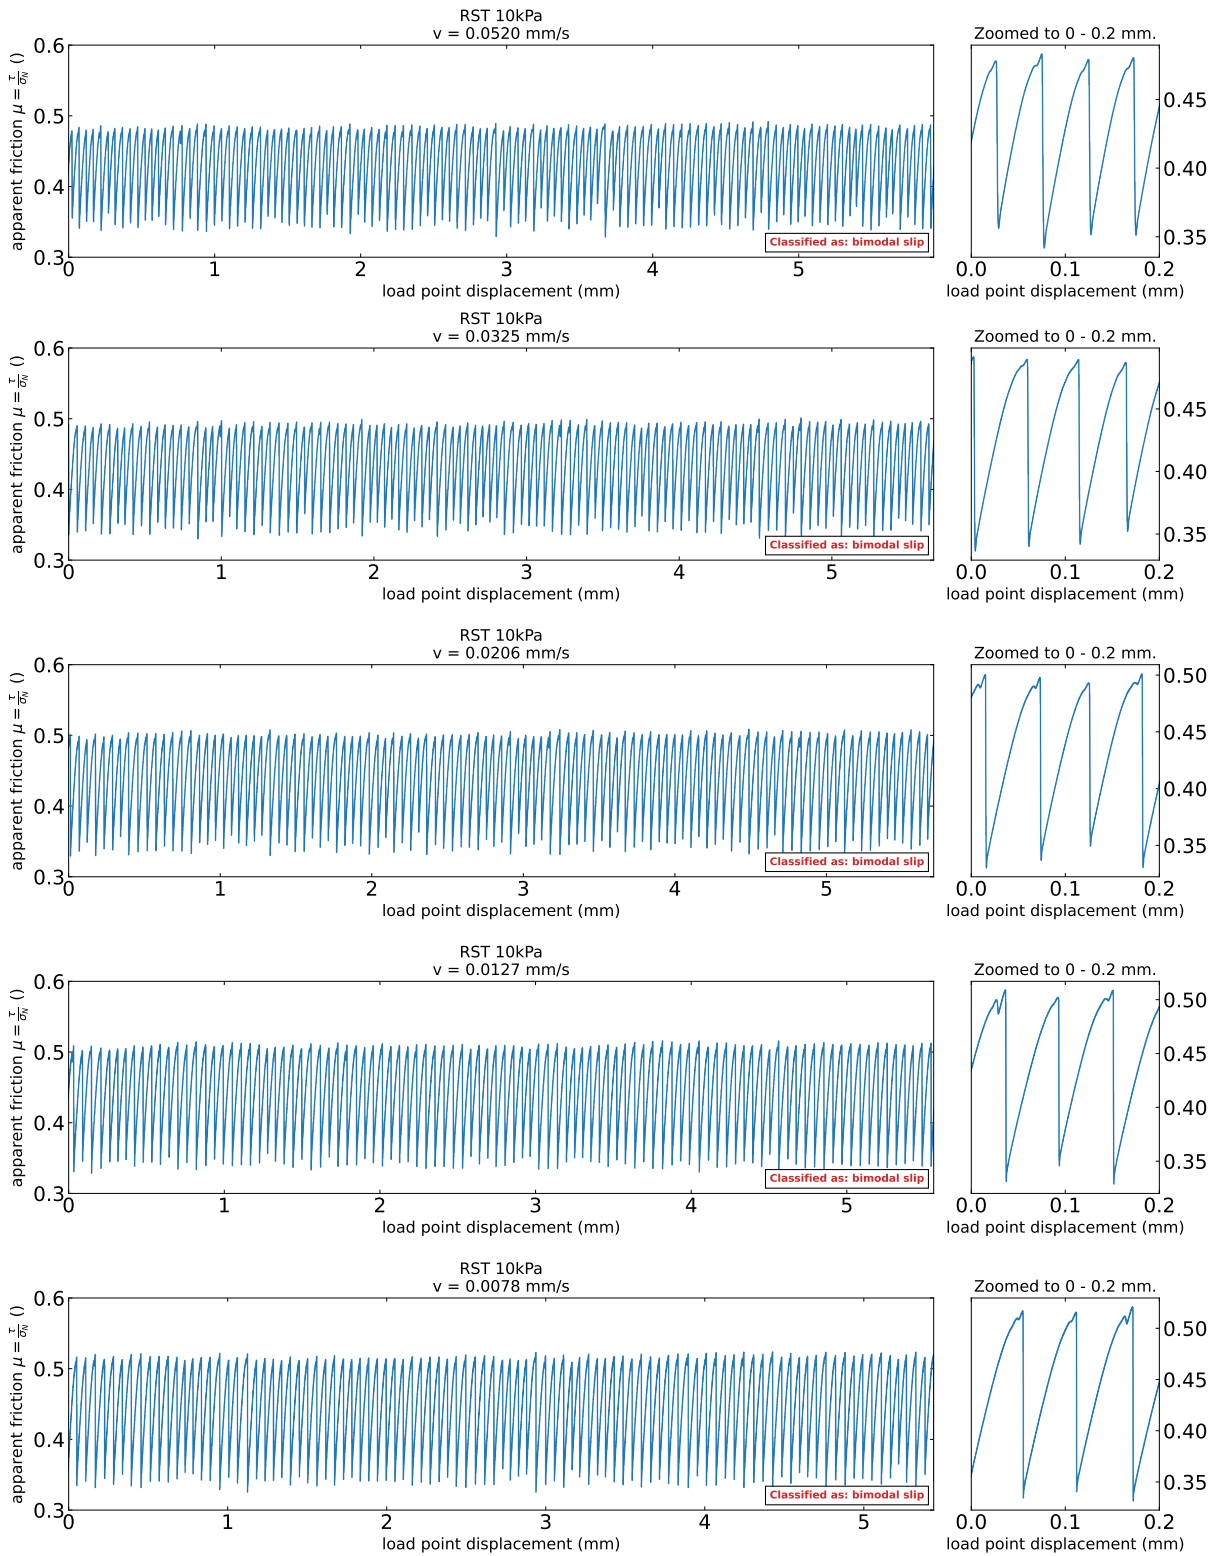 RST 10kPa
v = 0.0520 mm/s
Zoomed to 0 - 0.2 mm.
apparent friction μ = τ/σN ()
0.6
0.5
0.4
0.3
0 1 2 3 4 5
load point displacement (mm)
Classified as: bimodal slip
0.45
0.40
0.35
0.0 0.1 0.2
load point displacement (mm)
RST 10kPa
v = 0.0325 mm/s
Zoomed to 0 - 0.2 mm.
apparent friction μ = τ/σN ()
0.6
0.5
0.4
0.3
0 1 2 3 4 5
load point displacement (mm)
Classified as: bimodal slip
0.45
0.40
0.35
0.0 0.1 0.2
load point displacement (mm)
RST 10kPa
v = 0.0206 mm/s
Zoomed to 0 - 0.2 mm.
apparent friction μ = τ/σN ()
0.6
0.5
0.4
0.3
0 1 2 3 4 5
load point displacement (mm)
Classified as: bimodal slip
0.50
0.45
0.40
0.35
0.0 0.1 0.2
load point displacement (mm)
RST 10kPa
v = 0.0127 mm/s
Zoomed to 0 - 0.2 mm.
apparent friction μ = τ/σN ()
0.6
0.5
0.4
0.3
0 1 2 3 4 5
load point displacement (mm)
Classified as: bimodal slip
0.50
0.45
0.40
0.35
0.0 0.1 0.2
load point displacement (mm)
RST 10kPa
v = 0.0078 mm/s
Zoomed to 0 - 0.2 mm.
apparent friction μ = τ/σN ()
0.6
0.5
0.4
0.3
0 1 2 3 4 5
load point displacement (mm)
Classified as: bimodal slip
0.50
0.45
0.40
0.35
0.0 0.1 0.2
load point displacement (mm)